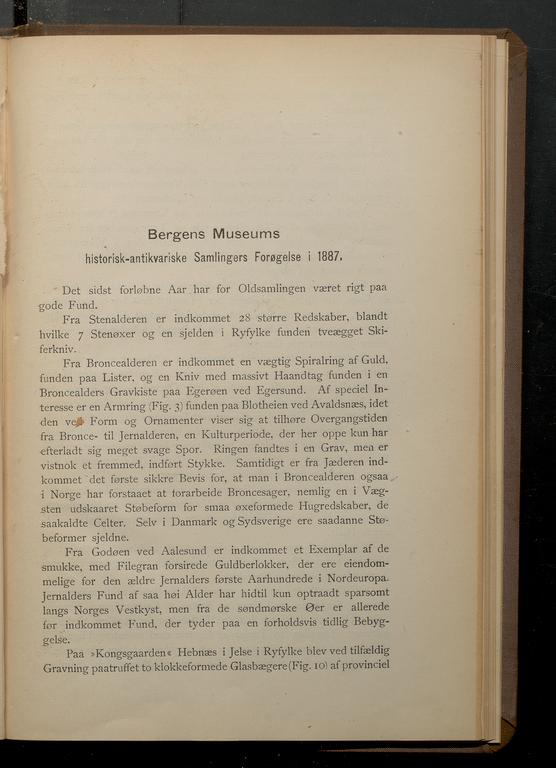 Bergens Museums
historisk-antikvariske Samlingers Forøgelse i 1887.
Det sidst forløbne Aar har for Oldsamlingen været rigt paa
gode Fund.
Fra Stenalderen er indkommet 28 større Redskaber, blandt
hvilke 7 Stenøxer og en sjelden i Ryfylke funden tveægget Ski-
ferkniv.
Fra Broncealderen er indkommet en vægtig Spiralring af Guld,
funden paa Lister, og en Kniv med massivt Haandtag funden i en
Broncealders Gravkiste paa Egerøen ved Egersund. Af speciel In-
teresse er en Armring (Fig. 3) funden paa Blotheien ved Avaldsnæs, idet
den ved Form og Ornamenter viser sig at tilhøre Overgangstiden
fra Bronce- til Jernalderen, en Kulturperiode, der her oppe kun har
efterladt sig meget svage Spor. Ringen fandtes i en Grav, men er
vistnok et fremmed, indført Stykke. Samtidigt er fra Jæderen ind-
kommet det første sikkre Bevis for, at man i Broncealderen ogsaa
i Norge har forstaaet at forarbeide Broncesager, nemlig en i Væg-
sten udskaaret Støbeform for smaa øxeformede Hugredskaber, de
saakaldte Celter. Selv i Danmark og Sydsverige ere saadanne Stø-
beformer sjeldne.
Fra Godøen ved Aalesund er indkommet et Exemplar af de
smukke, med Filegran forsirede Guldberlokker, der ere eiendom-
melige for den ældre Jernalders første Aarhundrede i Nordeuropa.
Jernalders Fund af saa høi Alder har hidtil kun optraadt sparsomt
langs Norges Vestkyst, men fra de søndmørske Øer er allerede
før indkommet Fund, der tyder paa en forholdsvis tidlig Bebyg-
gelse.
Paa »Kongsgaarden« Hebnæs i Jelse i Ryfylke blev ved tilfældig
Gravning paatruffet to klokkeformede Glasbægere (Fig. 10) af provinciel